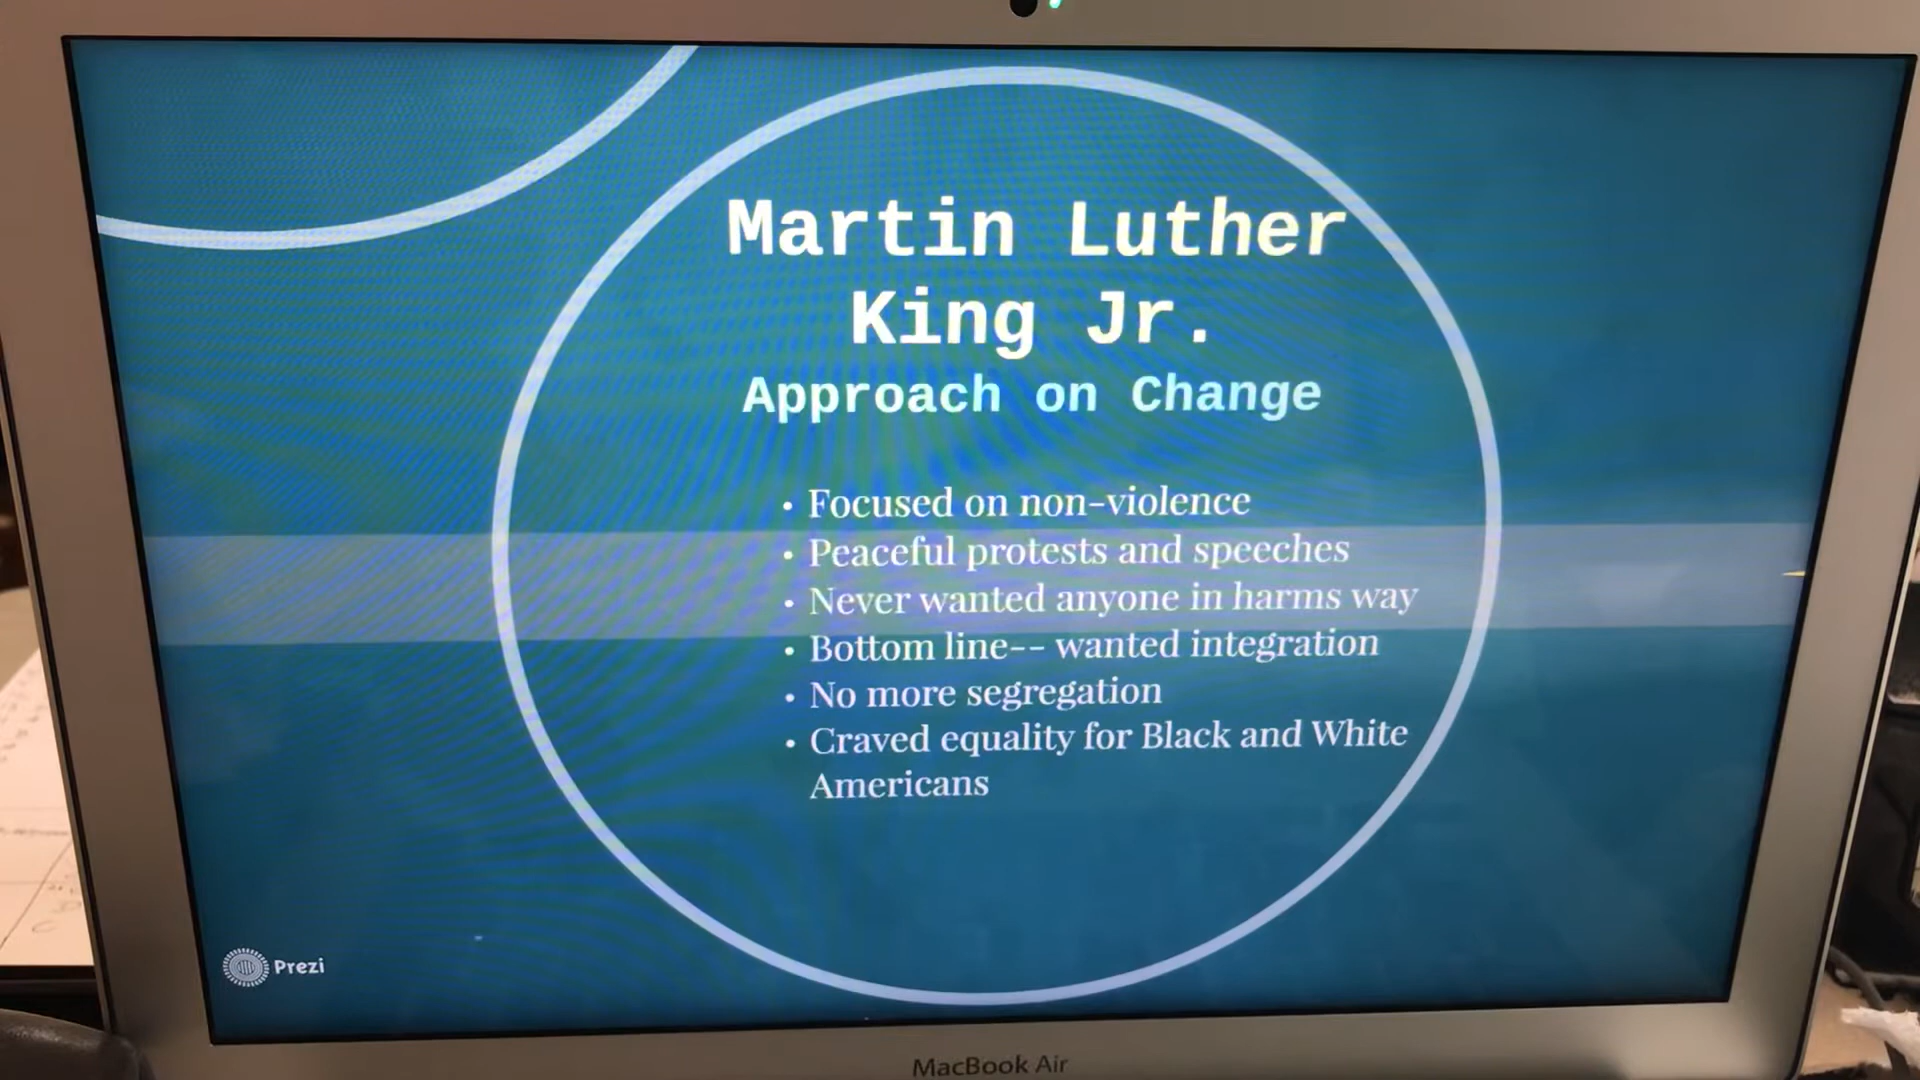 Martin Luther
King Jr.
Approach on Change
• Focused on non-violence
• Peaceful protests and speeches
• Never wanted anyone in harms way
• Bottom line-- wanted integration
• No more segregation
• Craved equality for Black and White
Americans
Prezi
MacBook Air